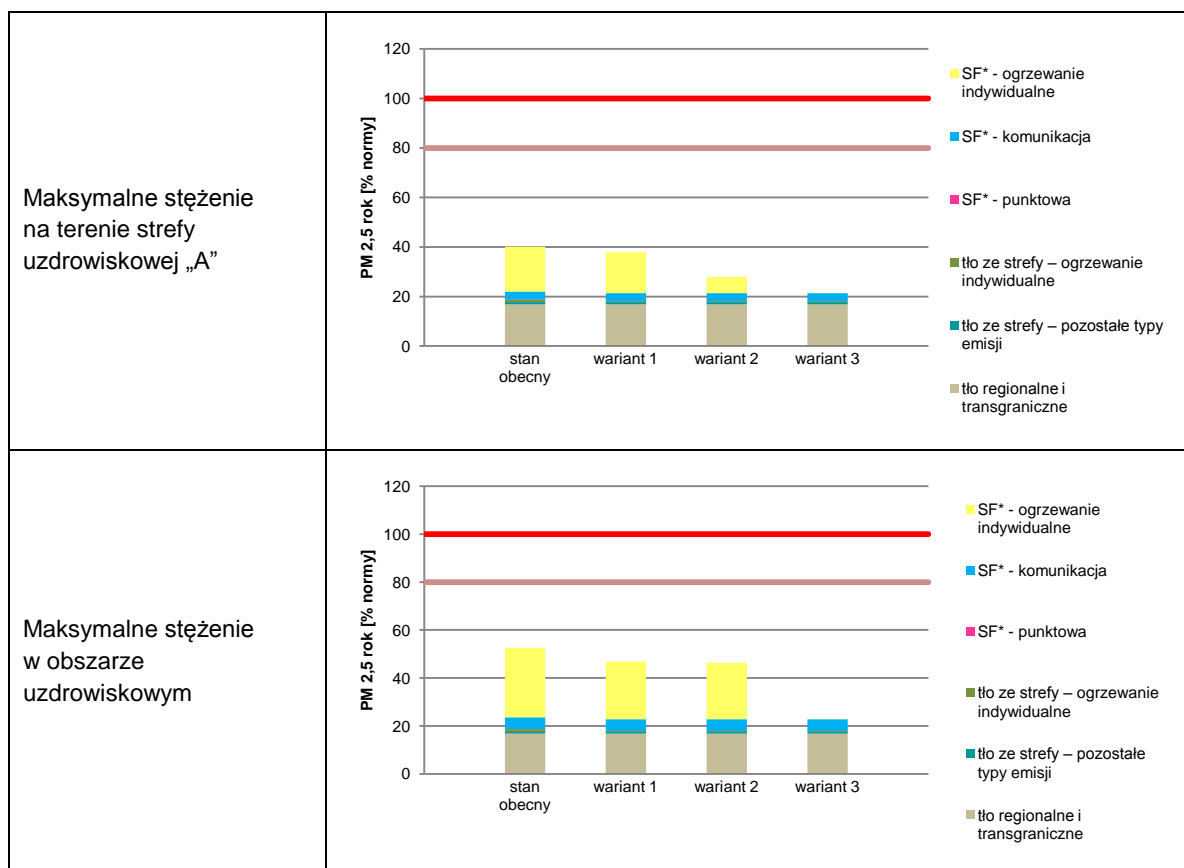 Maksymalne stężenie
na terenie strefy
uzdrowiskowej „A”
PM 2,5 rok [% normy]
120
100
80
60
40
20
0
stan
obecny
wariant 1
wariant 2
wariant 3
SF* - ogrzewanie
indywidualne
SF* - komunikacja
SF* - punktowa
tło ze strefy – ogrzewanie
indywidualne
tło ze strefy – pozostałe typy
emisji
tło regionalne i
transgraniczne
Maksymalne stężenie
w obszarze
uzdrowiskowym
PM 2,5 rok [% normy]
120
100
80
60
40
20
0
stan
obecny
wariant 1
wariant 2
wariant 3
SF* - ogrzewanie
indywidualne
SF* - komunikacja
SF* - punktowa
tło ze strefy – ogrzewanie
indywidualne
tło ze strefy – pozostałe
typy emisji
tło regionalne i
transgraniczne